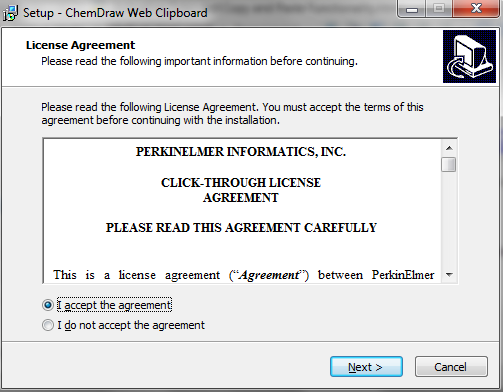 Setup - ChemDraw Web Clipboard
License Agreement
Please read the following important information before continuing.
Please read the following License Agreement. You must accept the terms of this
agreement before continuing with the installation.
PERKINELMER INFORMATICS, INC.
CLICK-THROUGH LICENSE
AGREEMENT
PLEASE READ THIS AGREEMENT CAREFULLY
This is a license agreement (“Agreement”) between PerkinElmer
I accept the agreement
I do not accept the agreement
Next >
Cancel